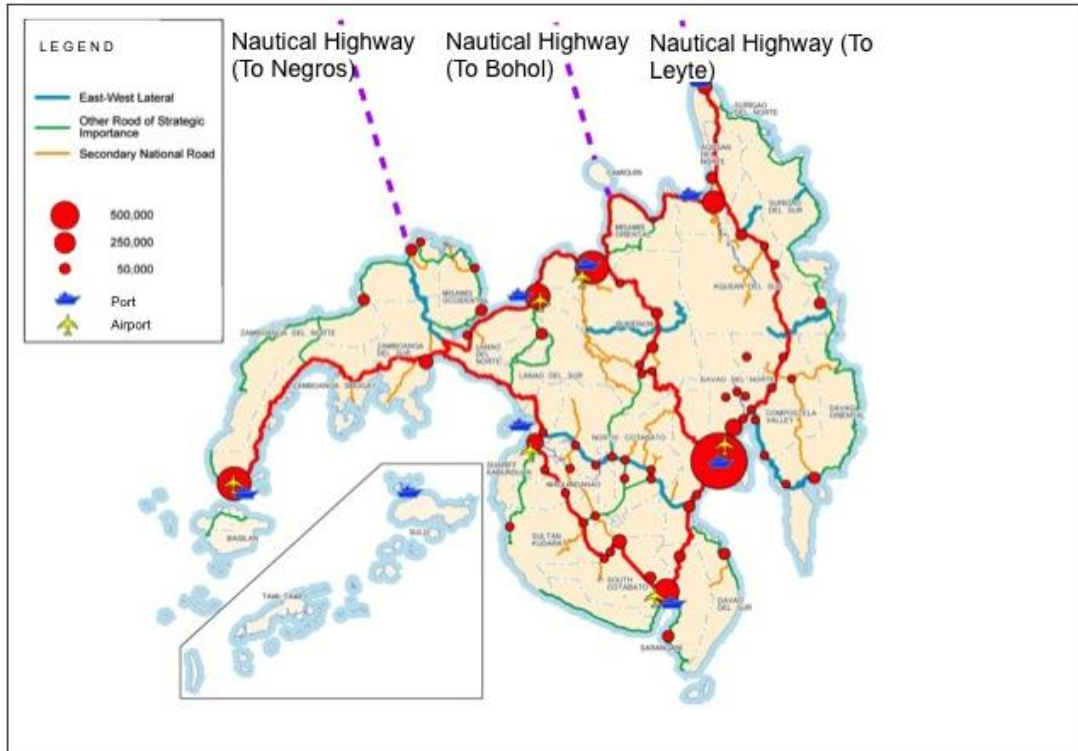 LEGEND
East-West Lateral
Other Rood of Strategic
Importance
Secondary National Road
500,000
250,000
50,000
Port
Airport
Nautical Highway
(To Negros)
Nautical Highway
(To Bohol)
Nautical Highway (To
Leyte)
SURIGAO
DEL NORTE
AGUSAN
DEL
NORTE
CAMIGUIN
SURIGAO
DEL SUR
MISAMIS
ORIENTAL
AGUSAN DEL SUR
MISAMIS
OCCIDENTAL
BUKIDNON
ZAMBOANGA DEL NORTE
ZAMBOANGA
DEL SUR
LANAO
DEL
NORTE
LANAO DEL SUR
ZAMBOANGA SIBUGAY
DAVAO DEL NORTE
COMPOSTELA
VALLEY
DAVAO
ORIENTAL
NORTH COTABATO
SHARIFF
KABUNSUAN
MAGUINDANAO
BASILAN
SULU
SULTAN
KUDARAT
SOUTH
COTABATO
TAWI-TAWI
DAVAO
DEL SUR
SARANGANI